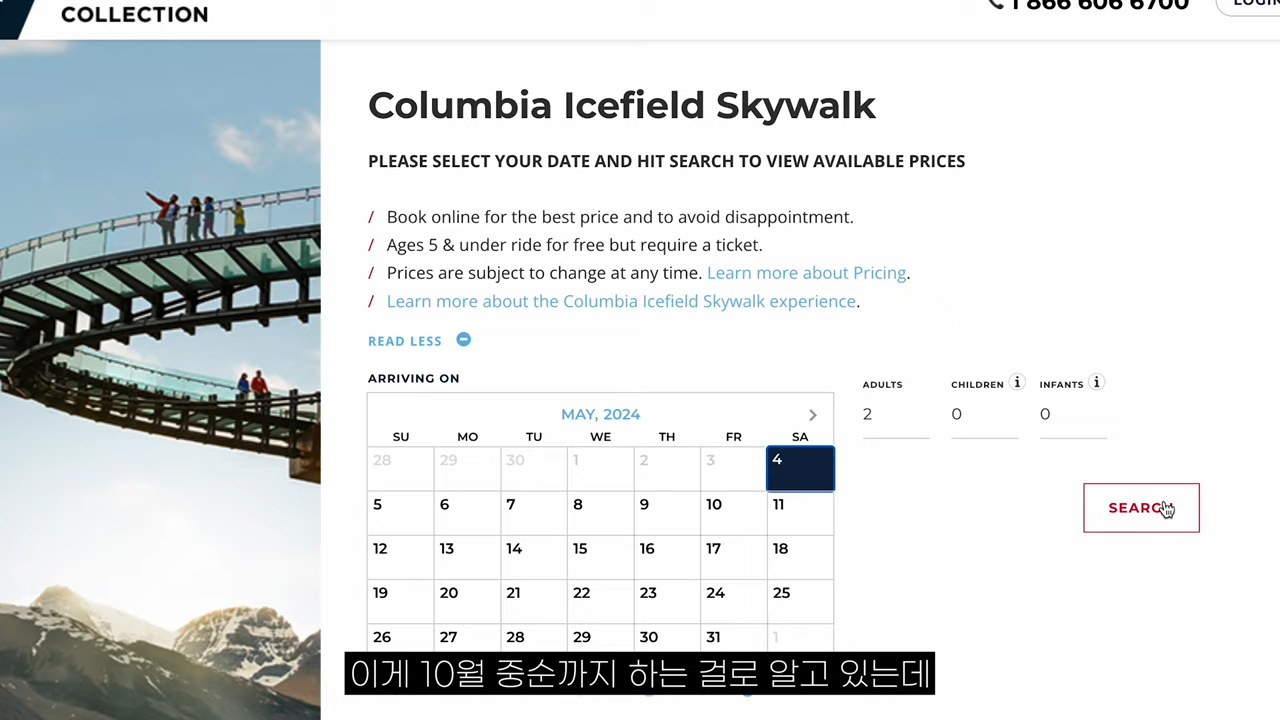 COLLECTION
1 866 606 6700
LOGIN
Columbia Icefield Skywalk
PLEASE SELECT YOUR DATE AND HIT SEARCH TO VIEW AVAILABLE PRICES
/ Book online for the best price and to avoid disappointment.
/ Ages 5 & under ride for free but require a ticket.
/ Prices are subject to change at any time. Learn more about Pricing.
/ Learn more about the Columbia Icefield Skywalk experience.
READ LESS
ARRIVING ON
ADULTS CHILDREN i INFANTS i
2 0 0
MAY, 2024
SU MO TU WE TH FR SA
28 29 30 1 2 3 4
5 6 7 8 9 10 11
12 13 14 15 16 17 18
19 20 21 22 23 24 25
26 27 28 29 30 31 1
SEARCH
이게 10월 중순까지 하는 걸로 알고 있는데